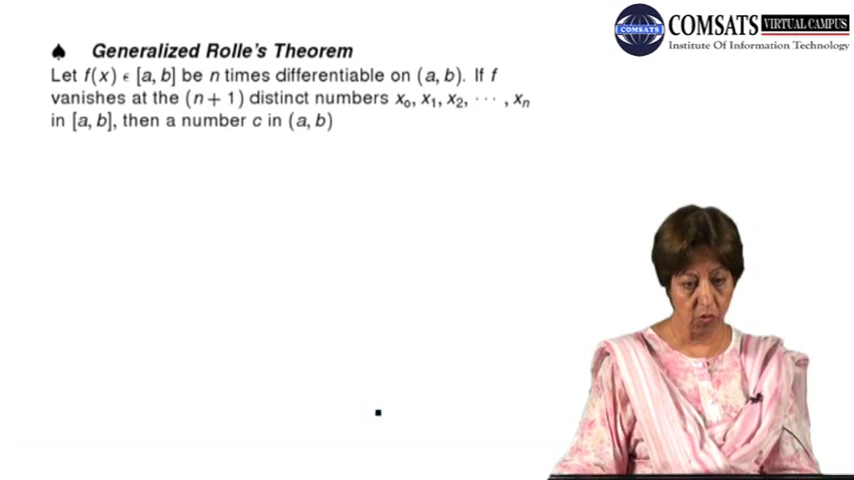 COMSATS VIRTUAL CAMPUS
Institute Of Information Technology
COMSATS
♠ Generalized Rolle's Theorem
Let f(x) ϵ [a, b] be n times differentiable on (a, b). If f
vanishes at the (n + 1) distinct numbers x₀, x₁, x₂, ⋯ , xₙ
in [a, b], then a number c in (a, b)